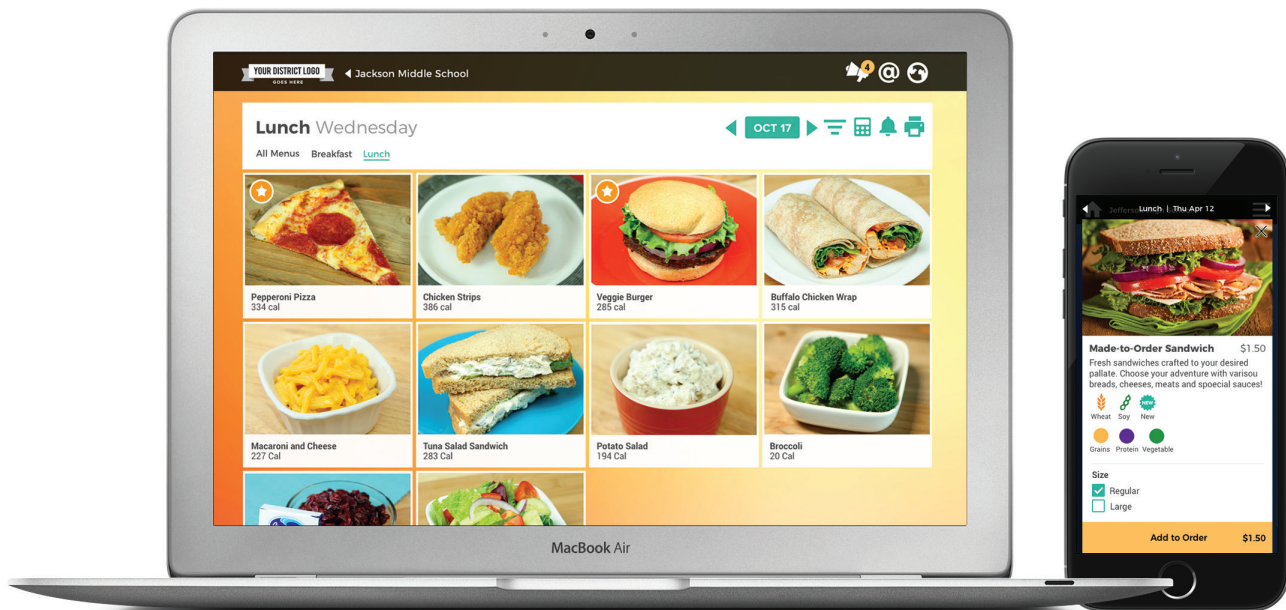 YOUR DISTRICT LOGO
GOES HERE
Jackson Middle School
4
@
Lunch Wednesday
OCT 17
All Menus Breakfast Lunch
Pepperoni Pizza
334 cal
Chicken Strips
386 cal
Veggie Burger
285 cal
Buffalo Chicken Wrap
315 cal
Macaroni and Cheese
227 Cal
Tuna Salad Sandwich
283 Cal
Potato Salad
194 Cal
Broccoli
20 Cal
MacBook Air
Lunch | Thu Apr 12
Made-to-Order Sandwich $1.50
Fresh sandwiches crafted to your desired
pallate. Choose your adventure with varisou
breads, cheeses, meats and spoecial sauces!
NEW
Wheat Soy New
Grains Protein Vegetable
Size
Regular
Large
Add to Order $1.50